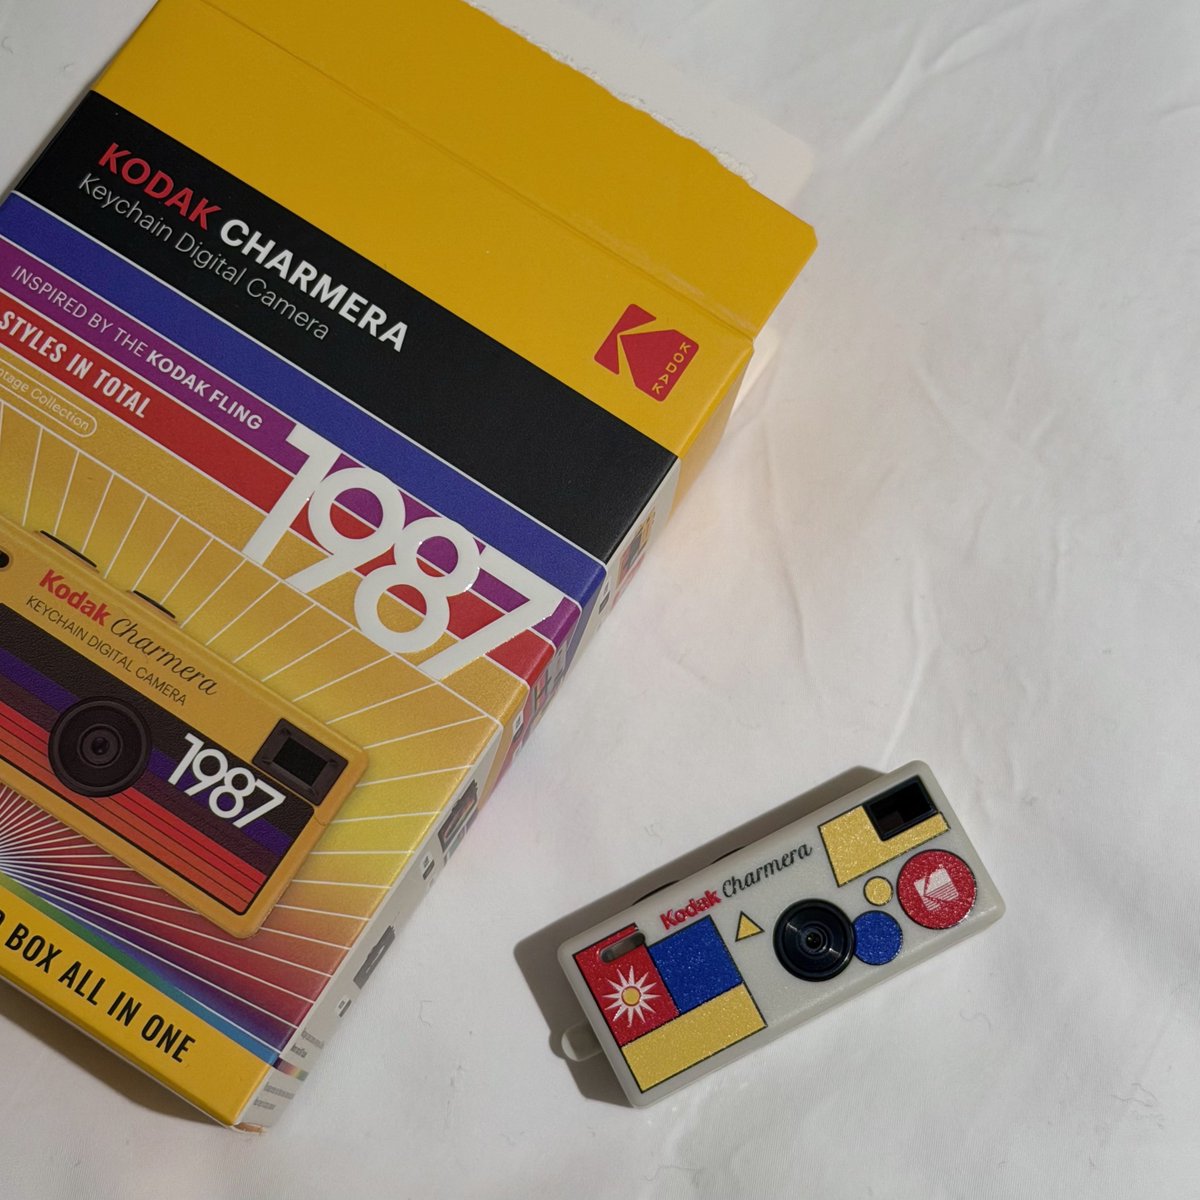 KODAK CHARMERA
Keychain Digital Camera
KODAK
INSPIRED BY THE KODAK FLING
STYLES IN TOTAL
Collection
1987
Kodak Charmera
KEYCHAIN DIGITAL CAMERA
1987
BOX ALL IN ONE
Kodak Charmera